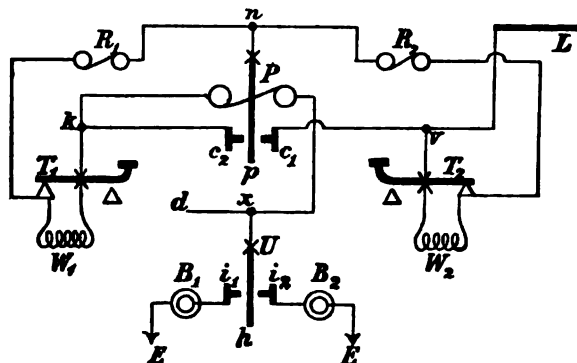 n
R₁ R₂ L
P
k c₂ c₁ v
T₁ p T₂
d x
W₁ U W₂
B₁ i₁ i₂ B₂
E h E